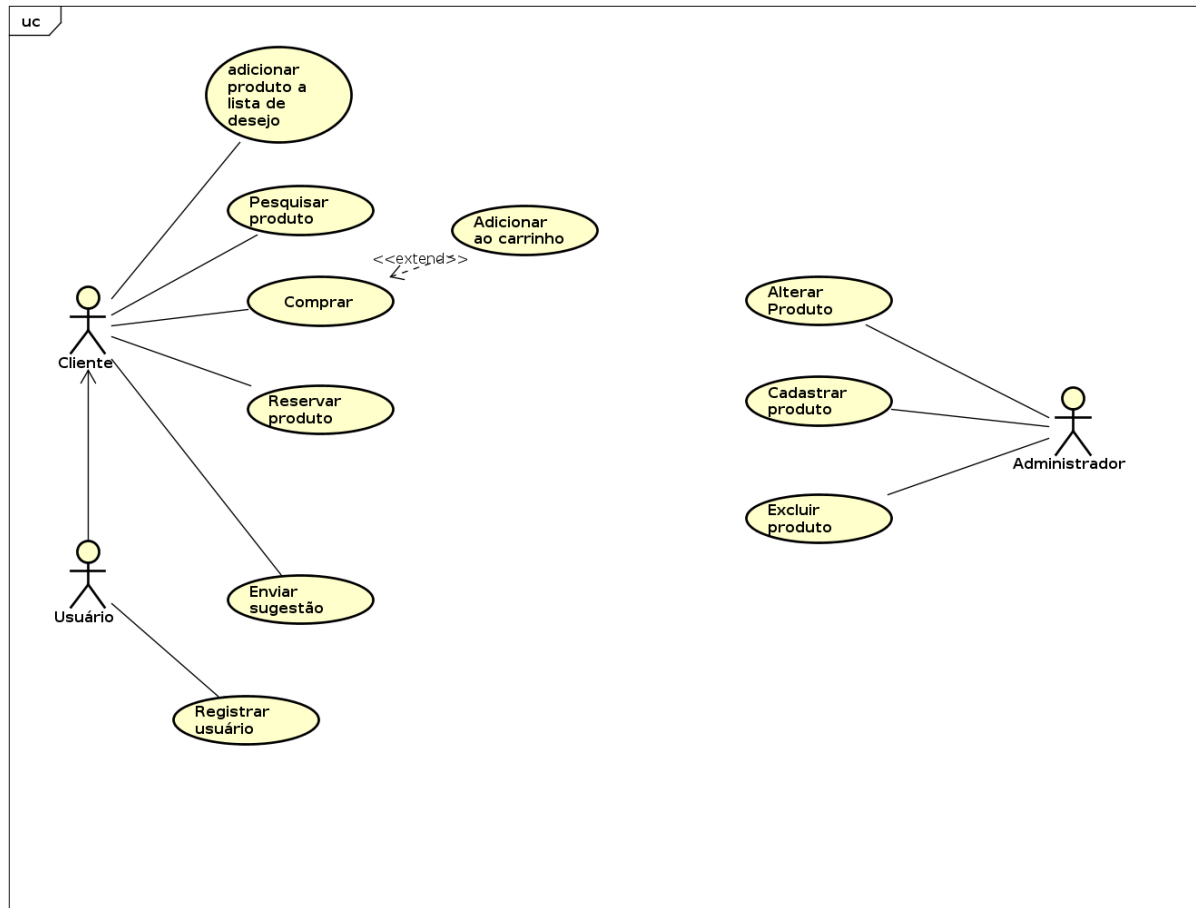 uc
adicionar
produto a
lista de
desejo
Pesquisar
produto
Adicionar
ao carrinho
<<extend>>
Comprar
Cliente
Reservar
produto
Alterar
Produto
Cadastrar
produto
Administrador
Excluir
produto
Usuário
Enviar
sugestão
Registrar
usuário